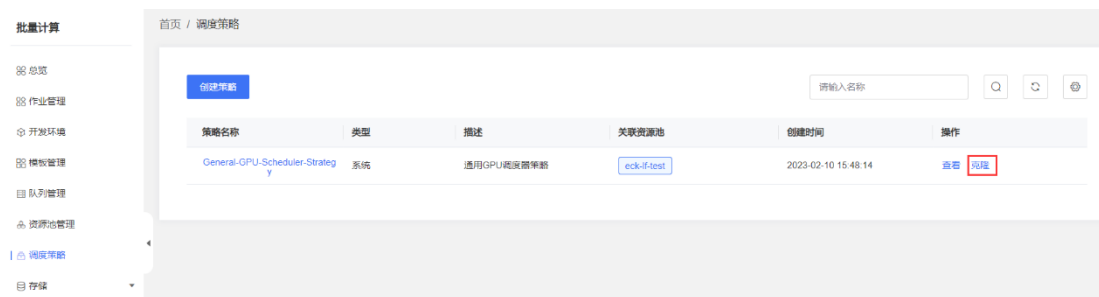 批量计算
首页 / 调度策略
总览
作业管理
开发环境
模板管理
队列管理
资源池管理
调度策略
存储
创建策略
请输入名称
策略名称 类型 描述 关联资源池 创建时间 操作
General-GPU-Scheduler-Strateg
y
系统 通用GPU调度器策略 eck-lf-test 2023-02-10 15:48:14 查看 克隆